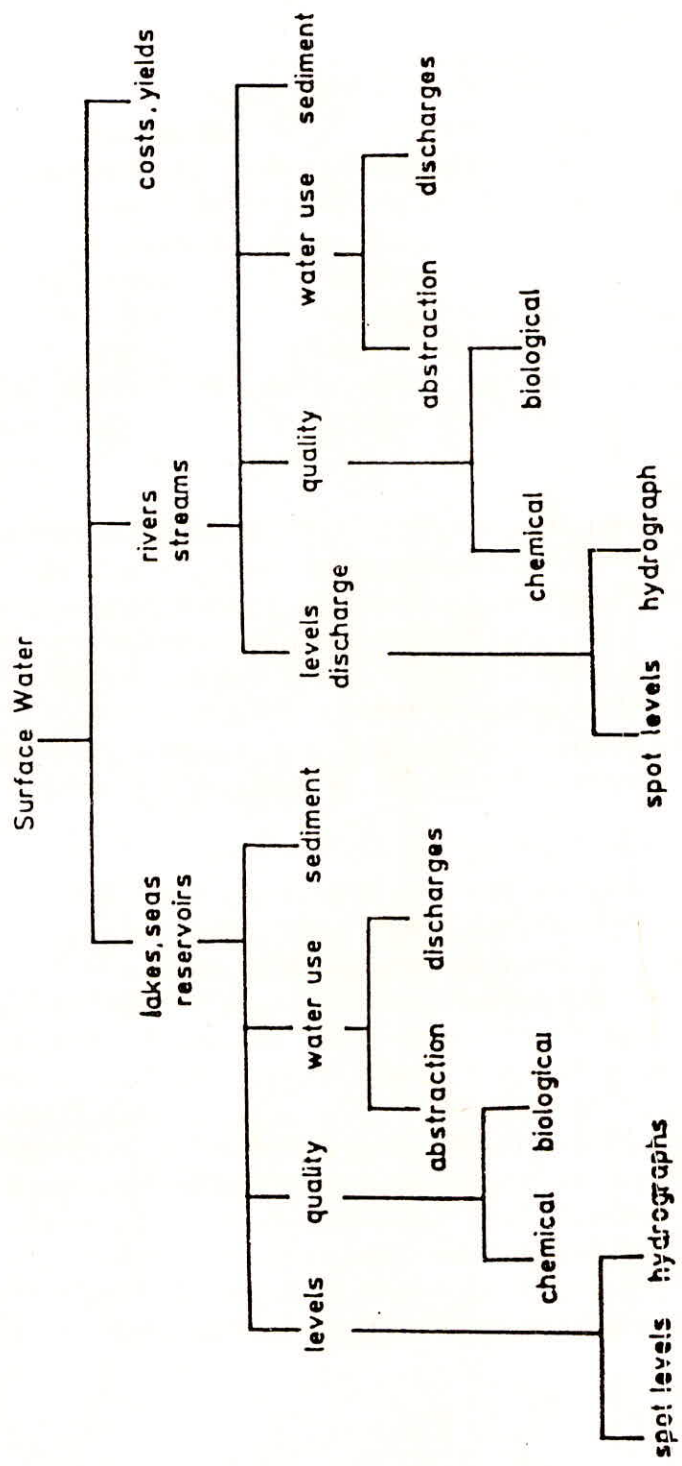 Surface Water
lakes, seas
reservoirs
rivers
streams
costs, yields
levels
quality
water use
sediment
levels
discharge
quality
water use
sediment
abstraction
discharges
abstraction
discharges
chemical
biological
chemical
biological
spot levels
hydrographs
spot levels
hydrograph